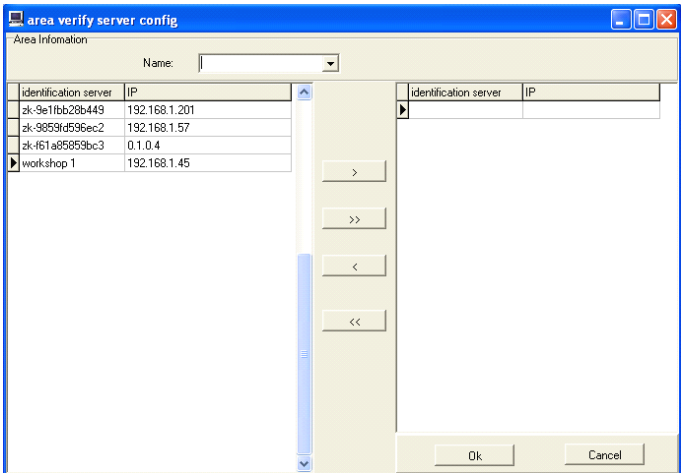 area verify server config
Area Infomation
Name:
identification server IP
zk-9e1fbb28b449 192.168.1.201
zk-9859fd596ec2 192.168.1.57
zk-f61a85859bc3 0.1.0.4
workshop 1 192.168.1.45
>
>>
<
<<
identification server IP
Ok Cancel